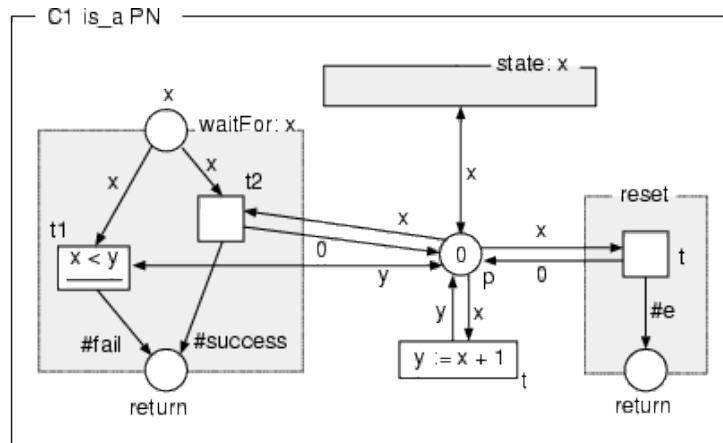 C1 is_a PN
state: x
x
waitFor: x
x
x
t2
x
reset
t1
x < y
x
0
y
0
p
x
0
t
#e
y
x
#fail
#success
y := x + 1
t
return
return